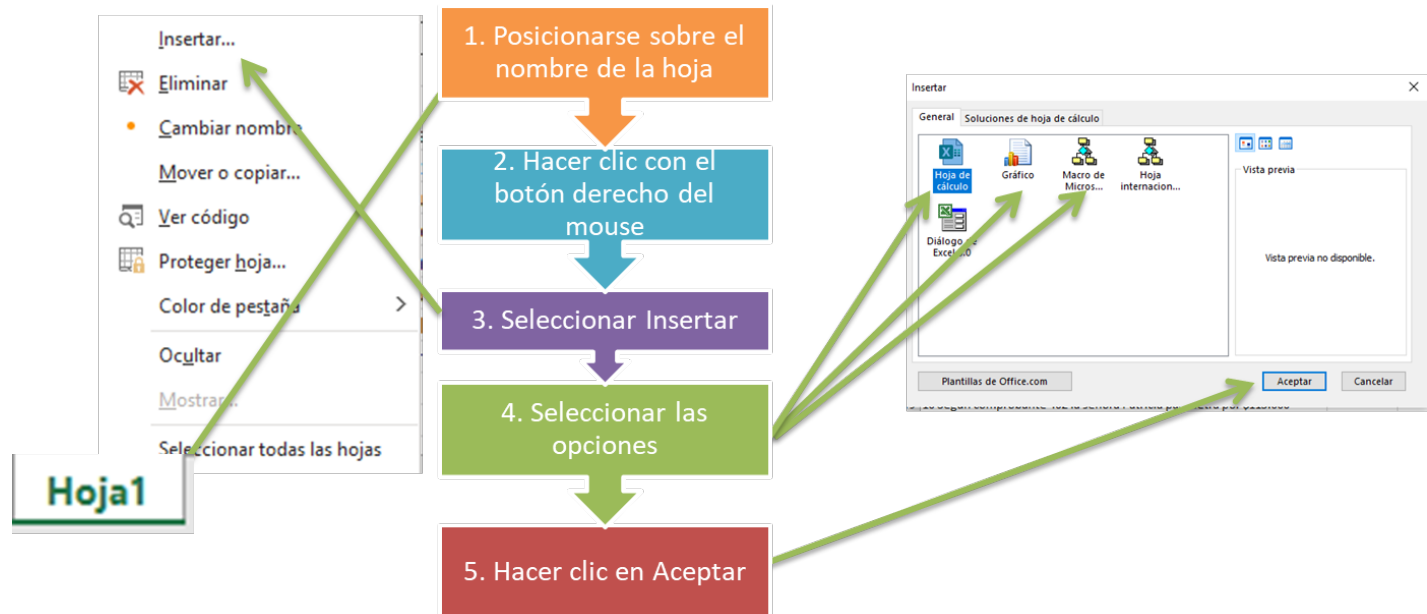 Insertar...
Eliminar
Cambiar nombre
Mover o copiar...
Ver código
Proteger hoja...
Color de pestaña
Ocultar
Mostrar...
Seleccionar todas las hojas
Hoja1
1. Posicionarse sobre el
nombre de la hoja
2. Hacer clic con el
botón derecho del
mouse
3. Seleccionar Insertar
4. Seleccionar las
opciones
5. Hacer clic en Aceptar
Insertar
General Soluciones de hoja de cálculo
Hoja de
cálculo
Gráfico
Macro de
Micros...
Hoja
internacion...
Diálogo de
Excel
Vista previa
Vista previa no disponible.
Plantillas de Office.com
Aceptar Cancelar